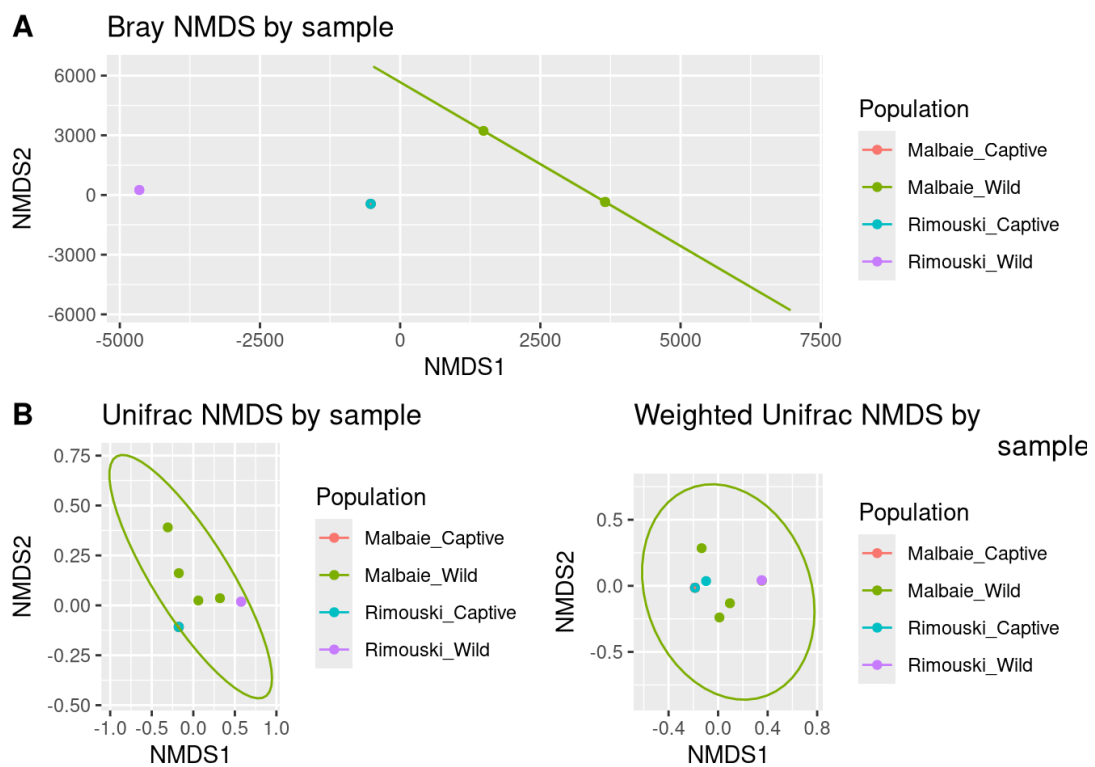 A Bray NMDS by sample
6000
3000
0
-3000
-6000
NMDS2
-5000 -2500 0 2500 5000 7500
NMDS1
Population
Malbaie_Captive
Malbaie_Wild
Rimouski_Captive
Rimouski_Wild
B Unifrac NMDS by sample
0.75
0.50
0.25
0.00
-0.25
-0.50
NMDS2
-1.0 -0.5 0.0 0.5 1.0
NMDS1
Population
Malbaie_Captive
Malbaie_Wild
Rimouski_Captive
Rimouski_Wild
Weighted Unifrac NMDS by
sample
0.5
0.0
-0.5
NMDS2
-0.4 0.0 0.4 0.8
NMDS1
Population
Malbaie_Captive
Malbaie_Wild
Rimouski_Captive
Rimouski_Wild